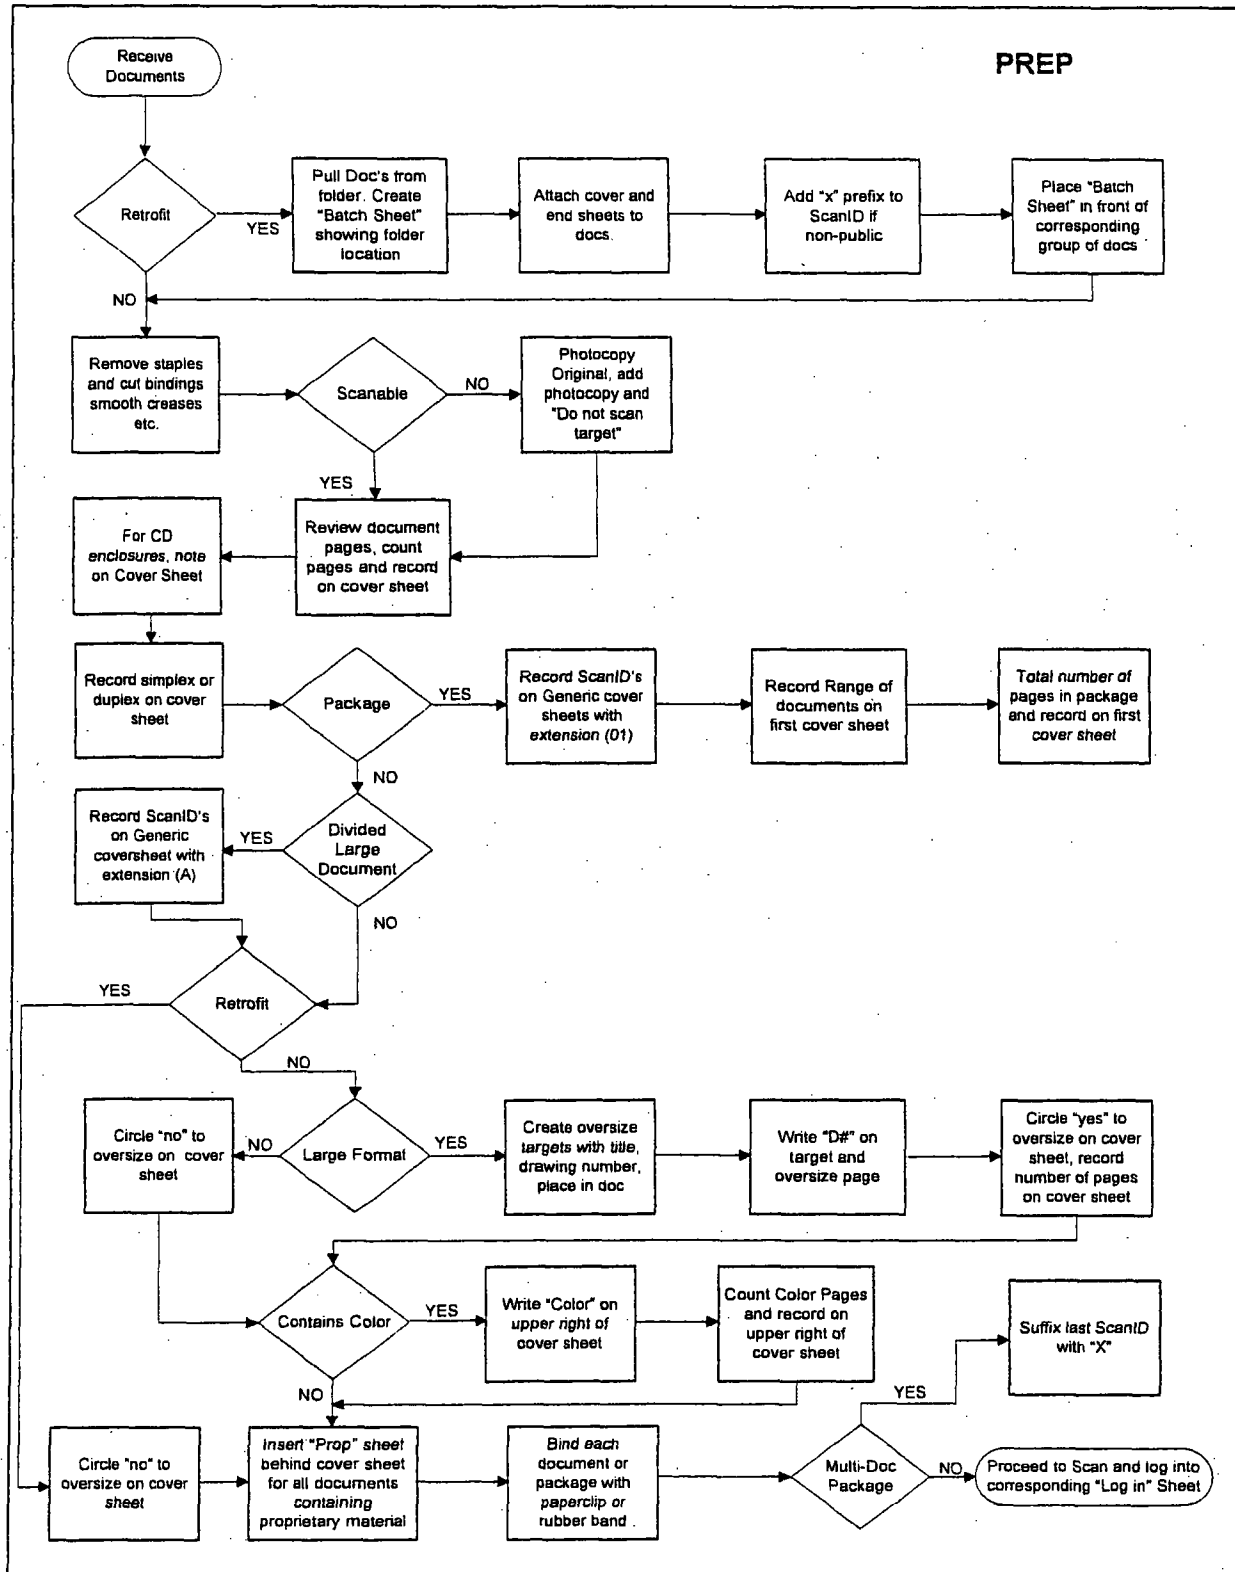 PREP
Receive
Documents
Retrofit
YES
Pull Doc's from
folder. Create
"Batch Sheet"
showing folder
location
Attach cover and
end sheets to
docs.
Add "x" prefix to
ScanID if
non-public
Place "Batch
Sheet" in front of
corresponding
group of docs
NO
Remove staples
and cut bindings
smooth creases
etc.
Scanable
NO
Photocopy
Original, add
photocopy and
"Do not scan
target"
YES
For CD
enclosures, note
on Cover Sheet
Review document
pages, count
pages and record
on cover sheet
Record simplex or
duplex on cover
sheet
Package
YES
Record ScanID's
on Generic cover
sheets with
extension (01)
Record Range of
documents on
first cover sheet
Total number of
pages in package
and record on first
cover sheet
NO
Record ScanID's
on Generic
coversheet with
extension (A)
YES
Divided
Large
Document
NO
YES
Retrofit
NO
Circle "no" to
oversize on cover
sheet
NO
Large Format
YES
Create oversize
targets with title,
drawing number,
place in doc
Write "D#" on
target and
oversize page
Circle "yes" to
oversize on cover
sheet, record
number of pages
on cover sheet
Contains Color
YES
Write "Color" on
upper right of
cover sheet
Count Color Pages
and record on
upper right of
cover sheet
Suffix last ScanID
with "X"
NO
YES
Circle "no" to
oversize on cover
sheet
Insert "Prop" sheet
behind cover sheet
for all documents
containing
proprietary material
Bind each
document or
package with
paperclip or
rubber band
Multi-Doc
Package
NO
Proceed to Scan and log into
corresponding "Log in" Sheet